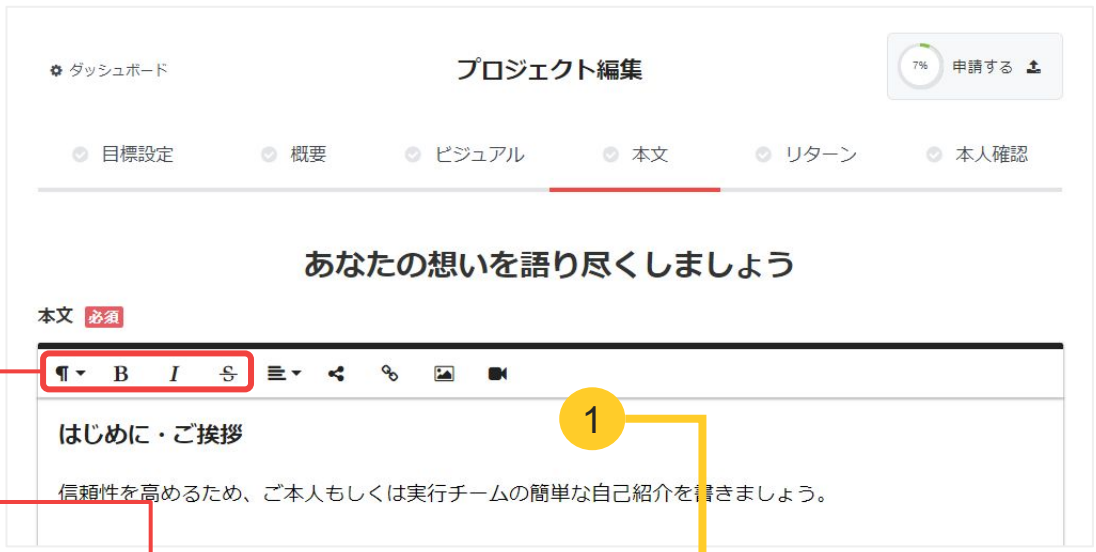 ダッシュボード
プロジェクト編集
7%
申請する
目標設定
概要
ビジュアル
本文
リターン
本人確認
あなたの想いを語り尽くしましょう
本文 必須
¶ B I S
はじめに・ご挨拶
1
信頼性を高めるため、ご本人もしくは実行チームの簡単な自己紹介を書きましょう。